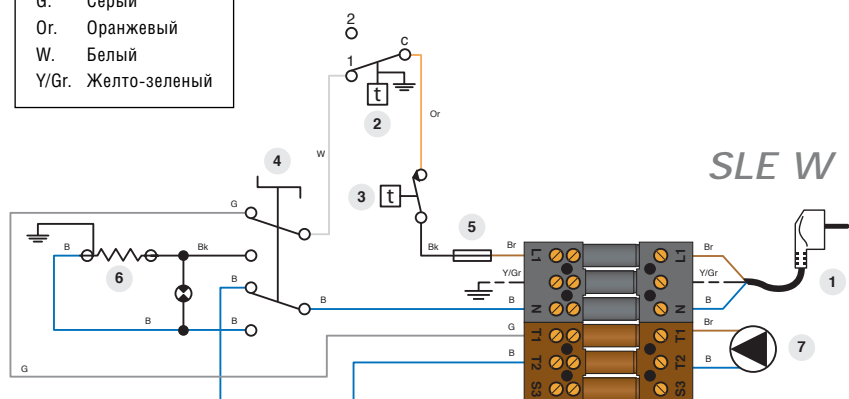 G. Серый
Or. Оранжевый
W. Белый
Y/Gr. Желто-зеленый
2
C
1
t
2
Or
W
4
SLE W
3
t
G
5
Bk
Br
L1
L1
Br
Y/Gr
Y/Gr
1
B
Bk
6
B
B
B
N
N
B
B
B
G
T1
T1
Br
7
B
T2
T2
B
G
S3
S3